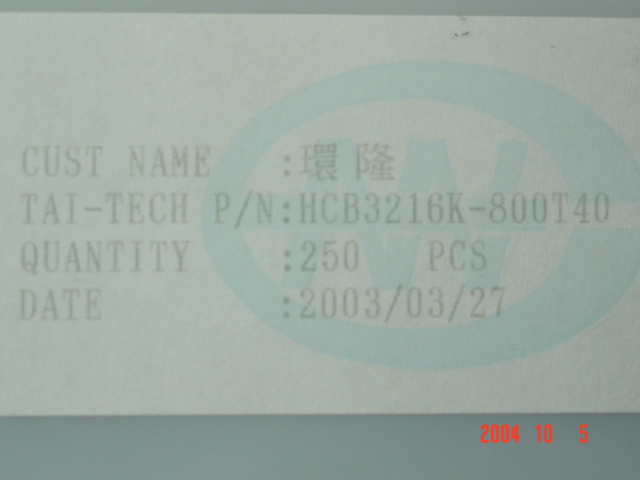 CUST NAME :環隆
TAI-TECH P/N:HCB3216K-800T40
QUANTITY :250 PCS
DATE :2003/03/27
2004 10 5